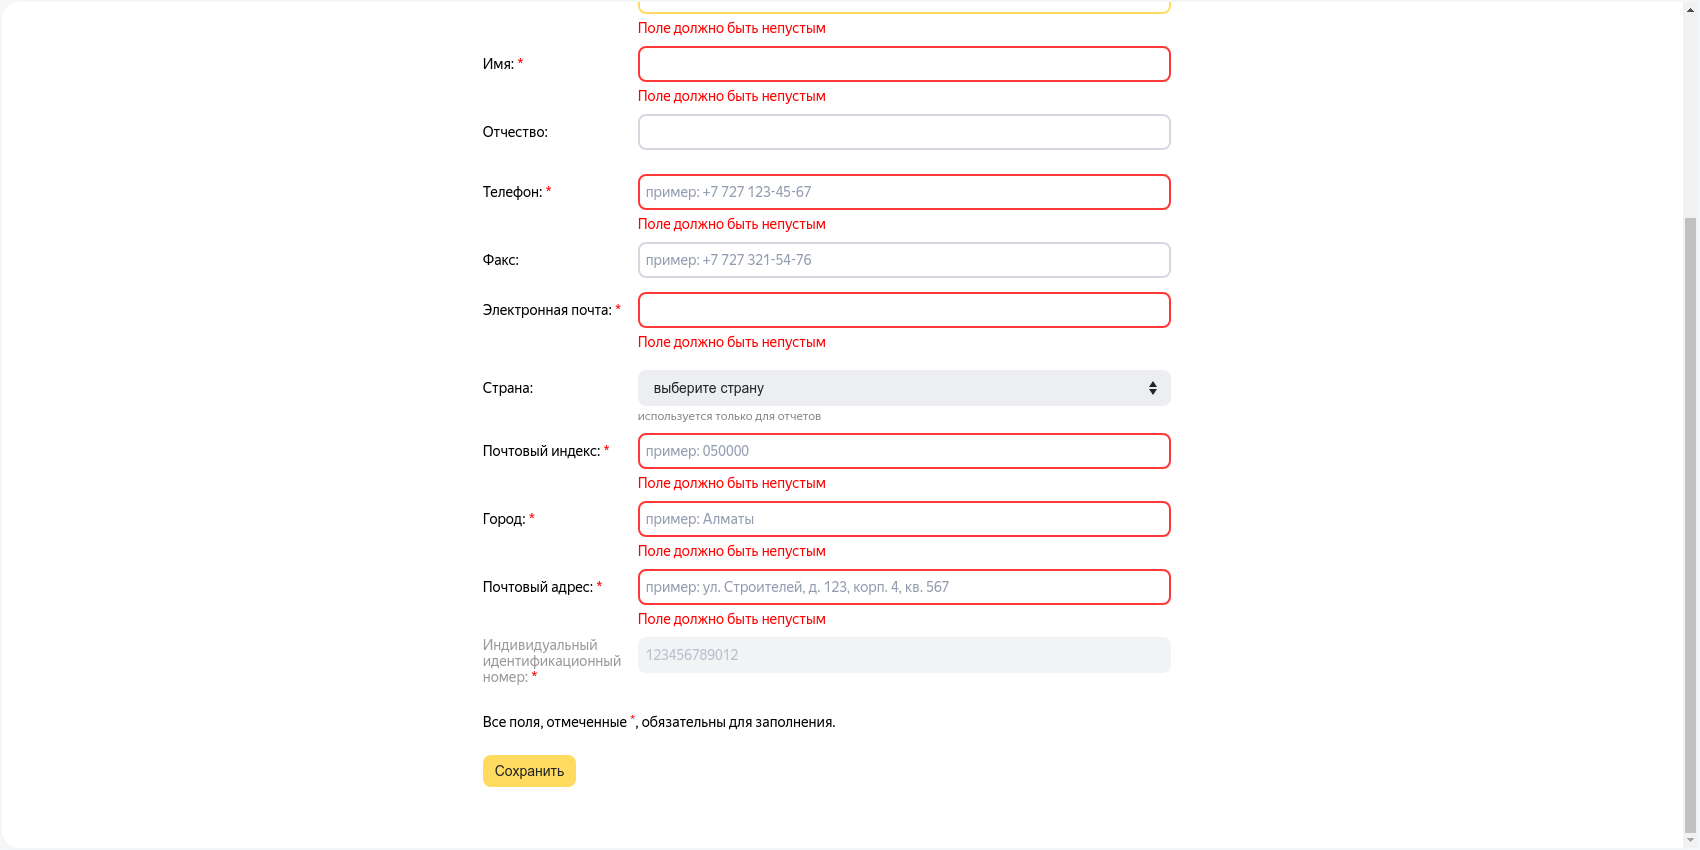 Поле должно быть непустым
Имя: *
Поле должно быть непустым
Отчество:
Телефон: * пример: +7 727 123-45-67
Поле должно быть непустым
Факс: пример: +7 727 321-54-76
Электронная почта: *
Поле должно быть непустым
Страна: выберите страну
используется только для отчетов
Почтовый индекс: * пример: 050000
Поле должно быть непустым
Город: * пример: Алматы
Поле должно быть непустым
Почтовый адрес: * пример: ул. Строителей, д. 123, корп. 4, кв. 567
Поле должно быть непустым
Индивидуальный
идентификационный
номер: *
123456789012
Все поля, отмеченные *, обязательны для заполнения.
Сохранить